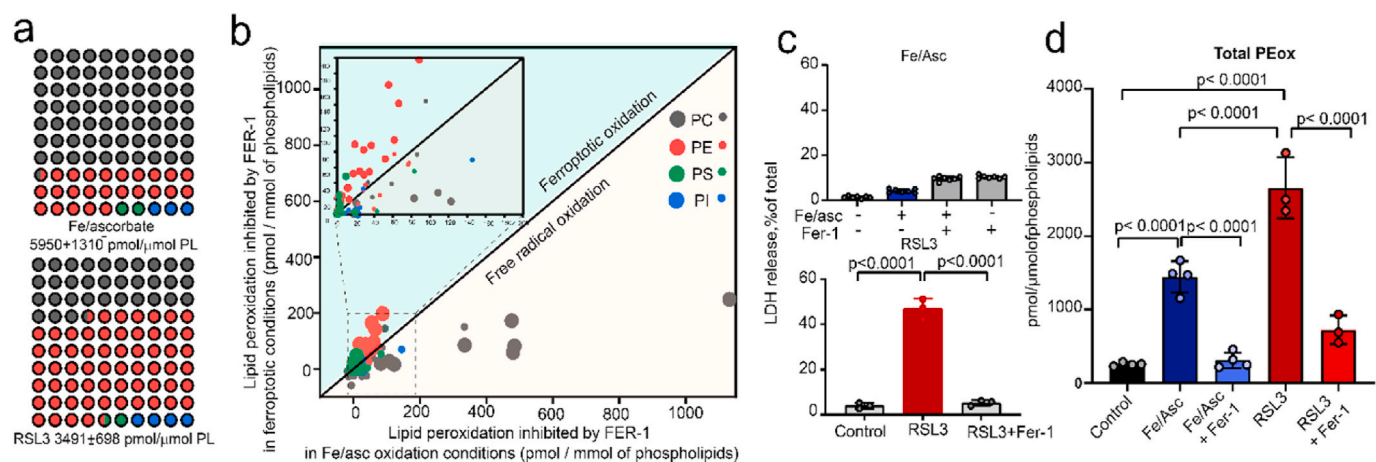 a
Fe/ascorbate
5950+1310 pmol/μmol PL
RSL3 3491±698 pmol/μmol PL
b
Lipid peroxidation inhibited by FER-1
in ferroptotic conditions (pmol / mmol of phospholipids)
1000
800
600
400
200
0
Ferroptotic oxidation
Free radical oxidation
PC
PE
PS
PI
0 200 400 600 800 1000
Lipid peroxidation inhibited by FER-1
in Fe/asc oxidation conditions (pmol / mmol of phospholipids)
c
Fe/Asc
60
40
20
0
Fe/asc - + + -
Fer-1 - - + +
RSL3
p<0.0001 p<0.0001
LDH release, % of total
60
40
20
0
Control RSL3 RSL3+Fer-1
d
Total PEox
p< 0.0001
p< 0.0001 p< 0.0001
p< 0.0001 p< 0.0001
pmol/μmolofphospholipids
4000
3000
2000
1000
0
Control
Fe/Asc
Fe/Asc
+ Fer-1
RSL3
RSL3
+ Fer-1